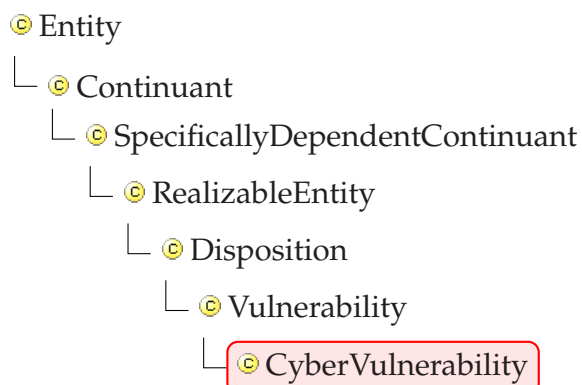 Entity
Continuant
SpecificallyDependentContinuant
RealizableEntity
Disposition
Vulnerability
CyberVulnerability